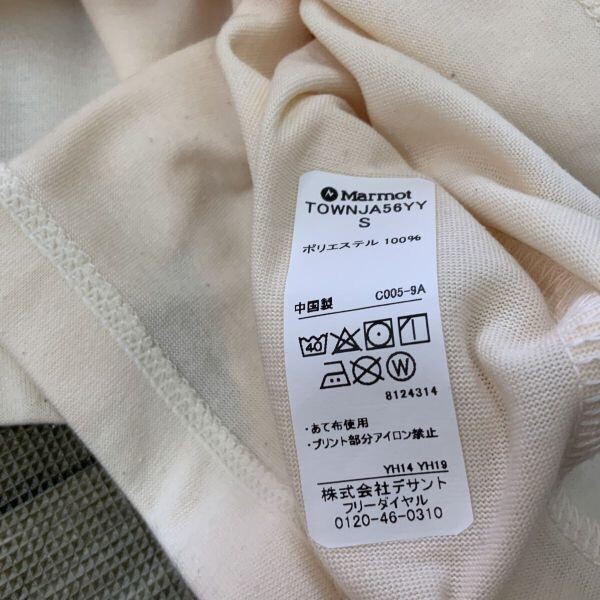 Marmot
TOWNJA56YY
S
ポリエステル 100%
中国製 C005-9A
40
W
8124314
・あて布使用
・プリント部分アイロン禁止
YH14 YH19
株式会社デサント
フリーダイヤル
0120-46-0310